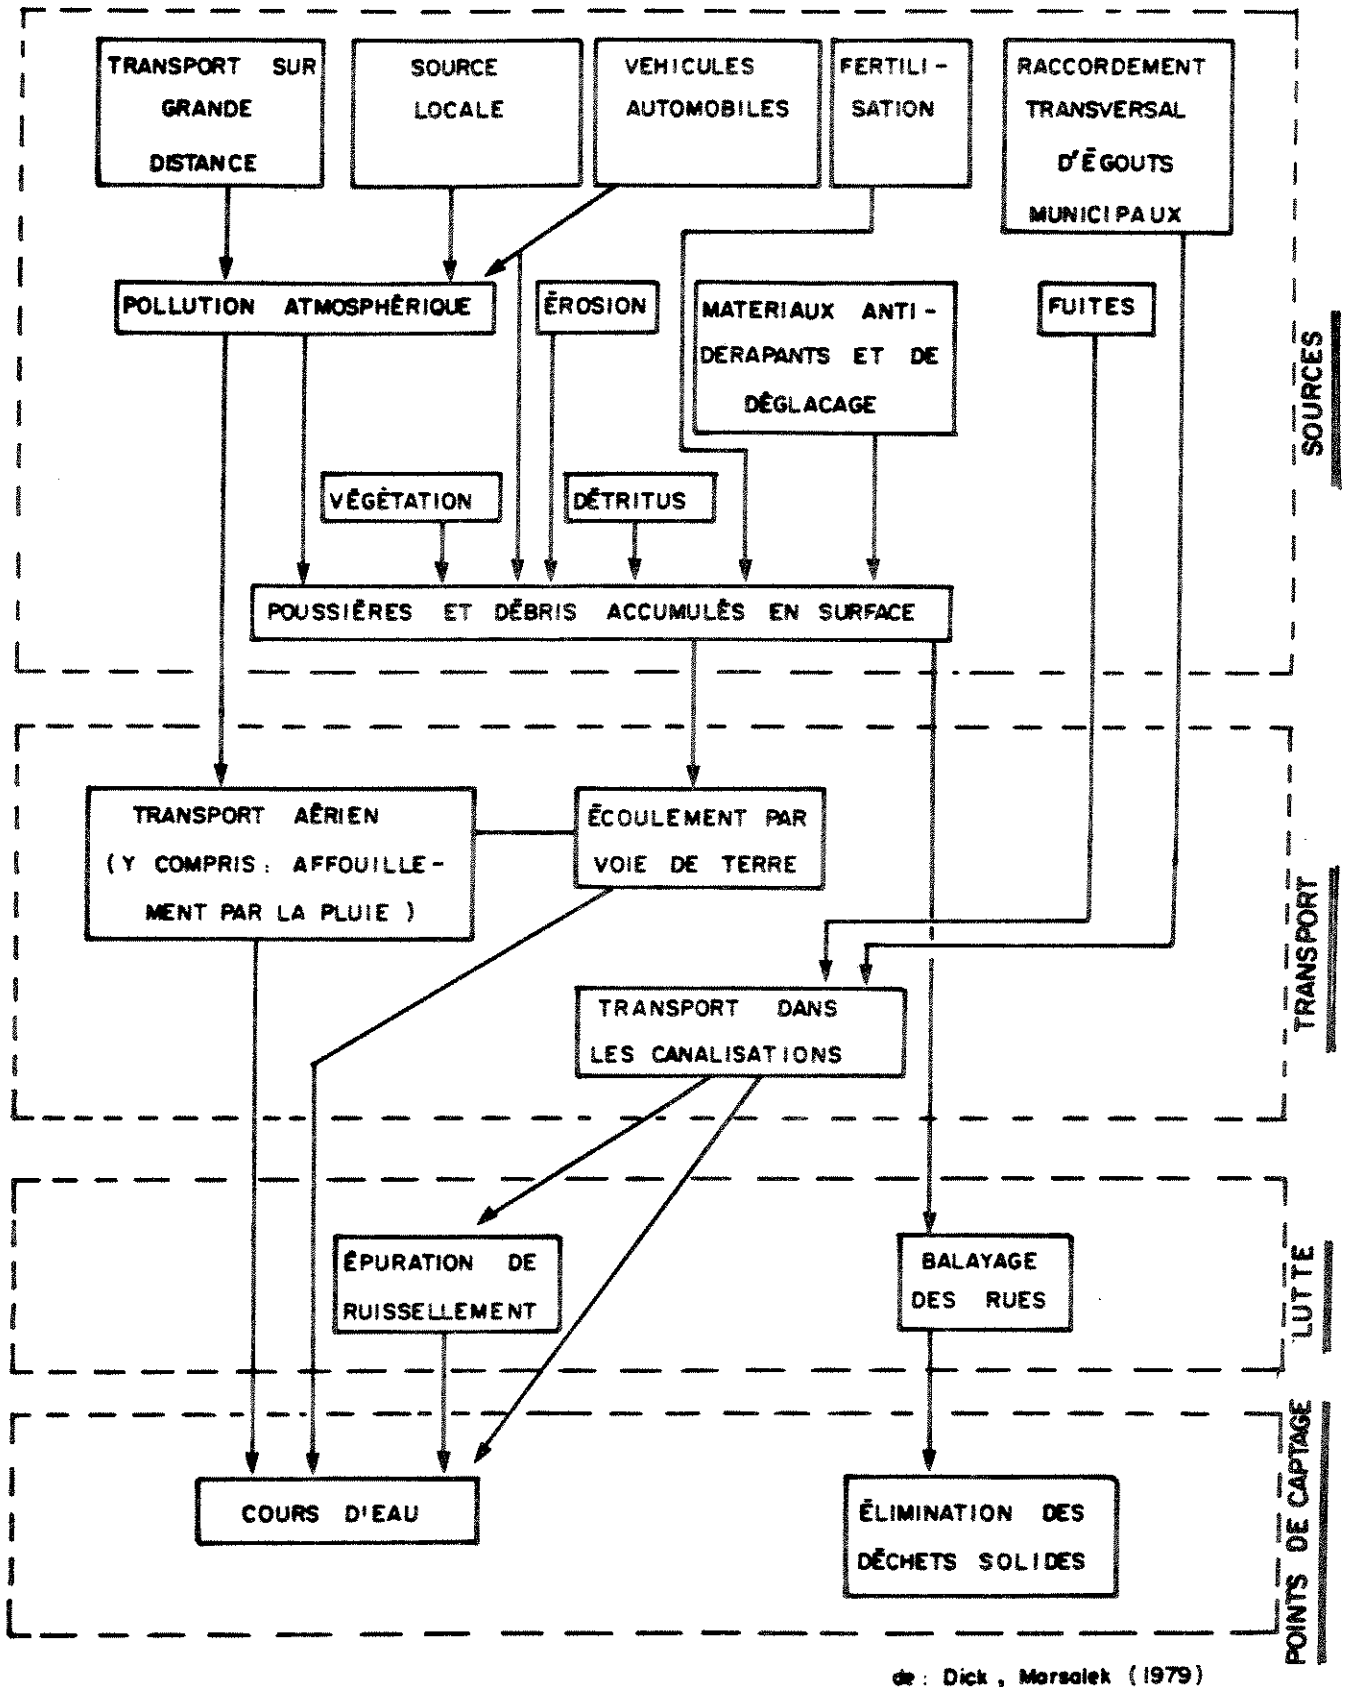 TRANSPORT SUR
GRANDE
DISTANCE
SOURCE
LOCALE
VEHICULES
AUTOMOBILES
FERTILI-
SATION
RACCORDEMENT
TRANSVERSAL
D'ÉGOUTS
MUNICIPAUX
POLLUTION ATMOSPHÉRIQUE
ÉROSION
MATERIAUX ANTI-
DERAPANTS ET DE
DÉGLACAGE
FUITES
SOURCES
VÉGÉTATION
DÉTRITUS
POUSSIÉRES ET DÉBRIS ACCUMULÉS EN SURFACE
TRANSPORT AÉRIEN
(Y COMPRIS: AFFOUILLE-
MENT PAR LA PLUIE)
ÉCOULEMENT PAR
VOIE DE TERRE
TRANSPORT
TRANSPORT DANS
LES CANALISATIONS
ÉPURATION DE
RUISSELLEMENT
BALAYAGE
DES RUES
LUTTE
COURS D'EAU
ÉLIMINATION DES
DÉCHETS SOLIDES
POINTS DE CAPTAGE
de: Dick, Marsalek (1979)